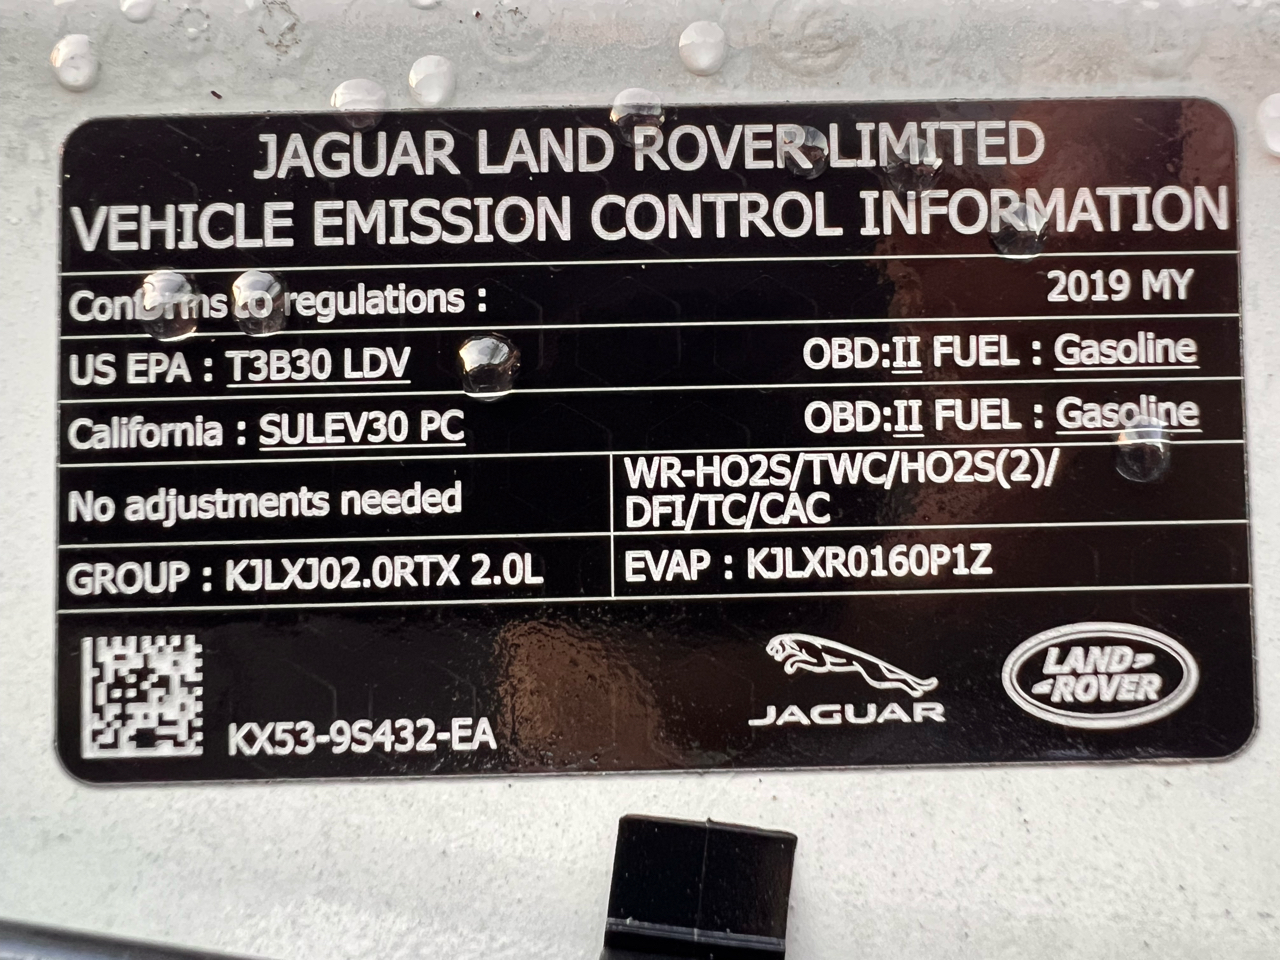 JAGUAR LAND ROVER LIMITED
VEHICLE EMISSION CONTROL INFORMATION
Conforms to regulations : 2019 MY
US EPA : T3B30 LDV OBD:II FUEL : Gasoline
California : SULEV30 PC OBD:II FUEL : Gasoline
No adjustments needed
WR-HO2S/TWC/HO2S(2)/
DFI/TC/CAC
GROUP : KJLXJ02.0RTX 2.0L EVAP : KJLXR0160P1Z
KX53-9S432-EA
JAGUAR
LAND-
-ROVER